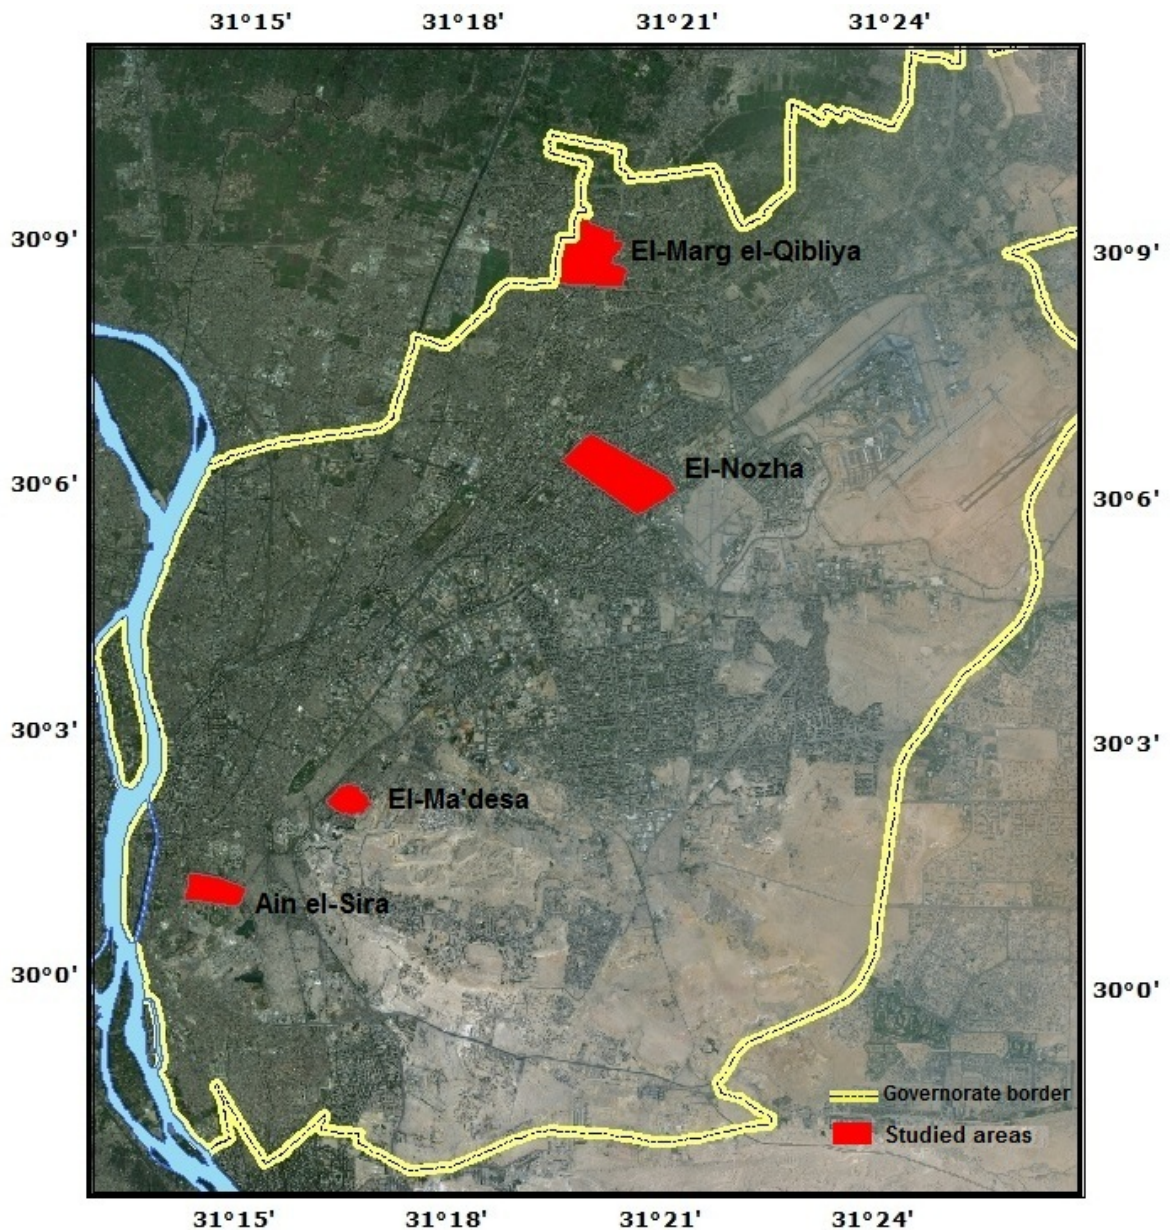 31°15' 31°18' 31°21' 31°24'
30°9' 30°9'
El-Marg el-Qibliya
El-Nozha
30°6' 30°6'
30°3' 30°3'
El-Ma'desa
Ain el-Sira
30°0' 30°0'
Governorate border
Studied areas
31°15' 31°18' 31°21' 31°24'